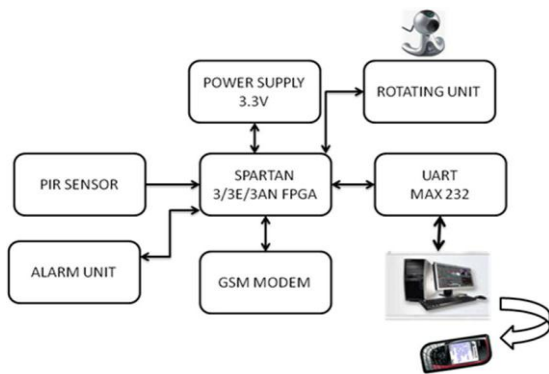 POWER SUPPLY
3.3V
ROTATING UNIT
PIR SENSOR
SPARTAN
3/3E/3AN FPGA
UART
MAX 232
ALARM UNIT
GSM MODEM